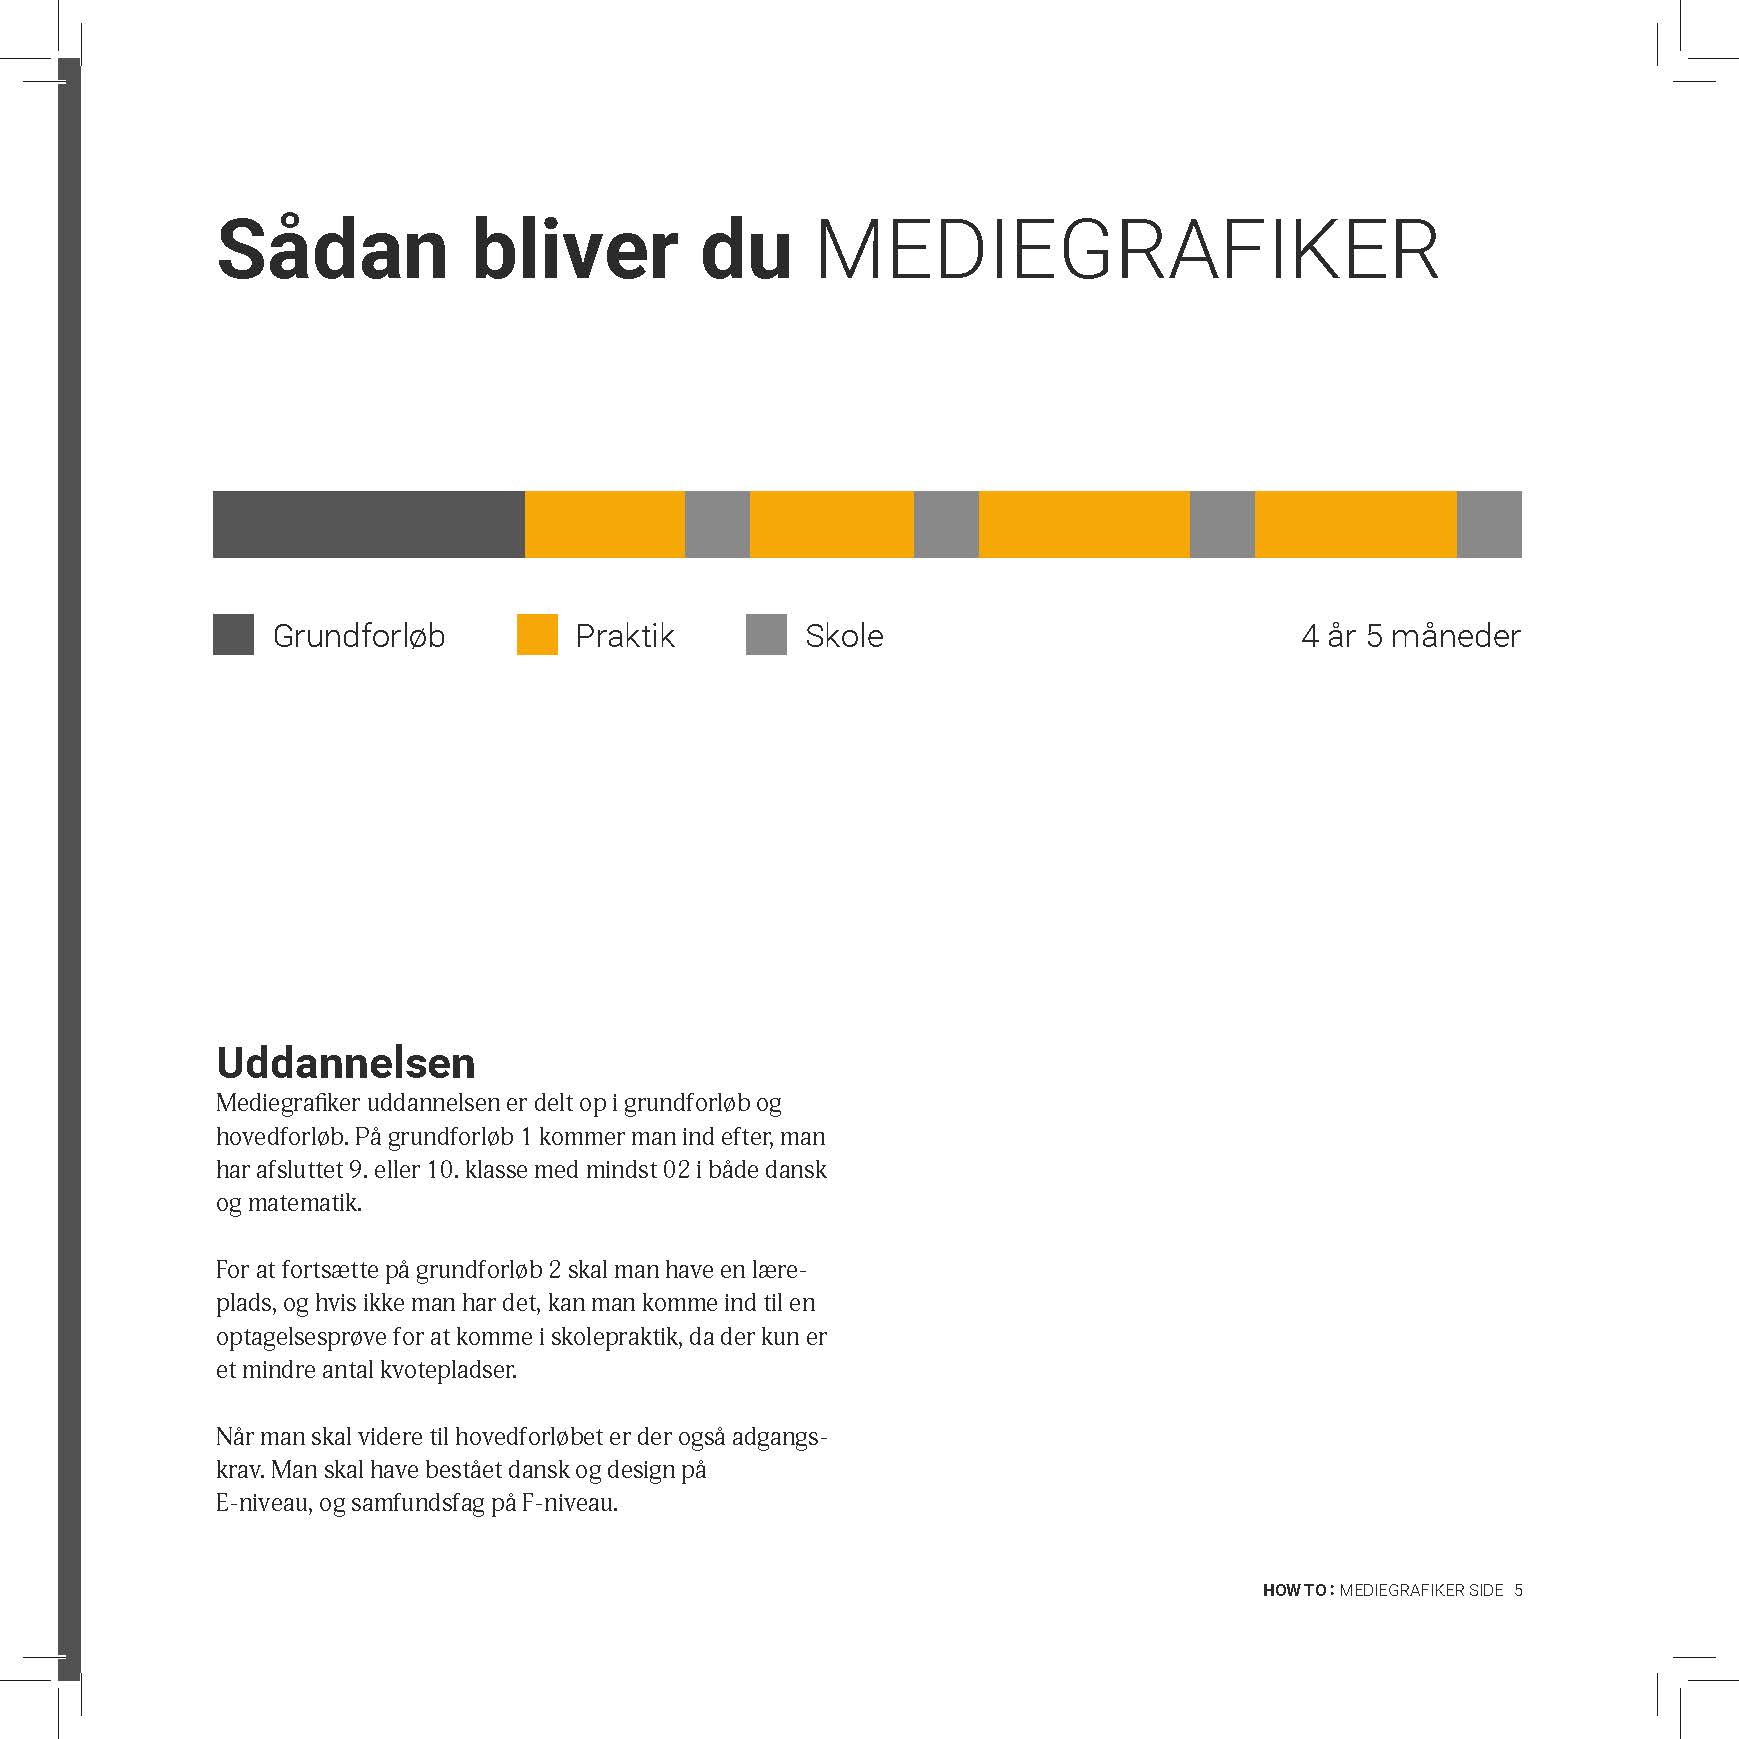 Sådan bliver du MEDIEGRAFIKER
Grundforløb Praktik Skole 4 år 5 måneder
Uddannelsen
Mediegrafiker uddannelsen er delt op i grundforløb og
hovedforløb. På grundforløb 1 kommer man ind efter, man
har afsluttet 9. eller 10. klasse med mindst 02 i både dansk
og matematik.
For at fortsætte på grundforløb 2 skal man have en lære-
plads, og hvis ikke man har det, kan man komme ind til en
optagelsesprøve for at komme i skolepraktik, da der kun er
et mindre antal kvotepladser.
Når man skal videre til hovedforløbet er der også adgangs-
krav. Man skal have bestået dansk og design på
E-niveau, og samfundsfag på F-niveau.
HOW TO: MEDIEGRAFIKER SIDE 5